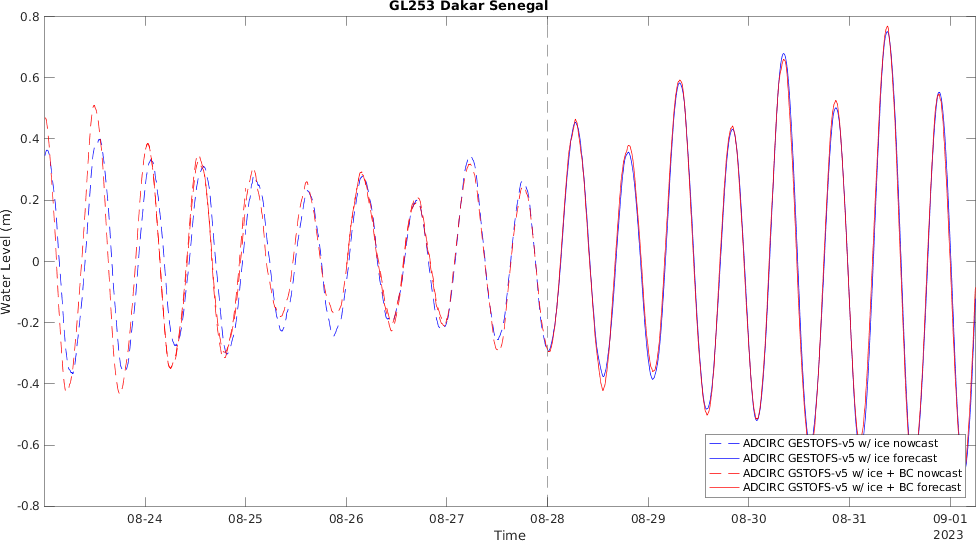 GL253 Dakar Senegal
0.8
0.6
0.4
0.2
0
-0.2
-0.4
-0.6
-0.8
Water Level (m)
ADCIRC GESTOFS-v5 w/ ice nowcast
ADCIRC GESTOFS-v5 w/ ice forecast
ADCIRC GSTOFS-v5 w/ ice + BC nowcast
ADCIRC GSTOFS-v5 w/ ice + BC forecast
08-24 08-25 08-26 08-27 08-28 08-29 08-30 08-31 09-01
Time
2023